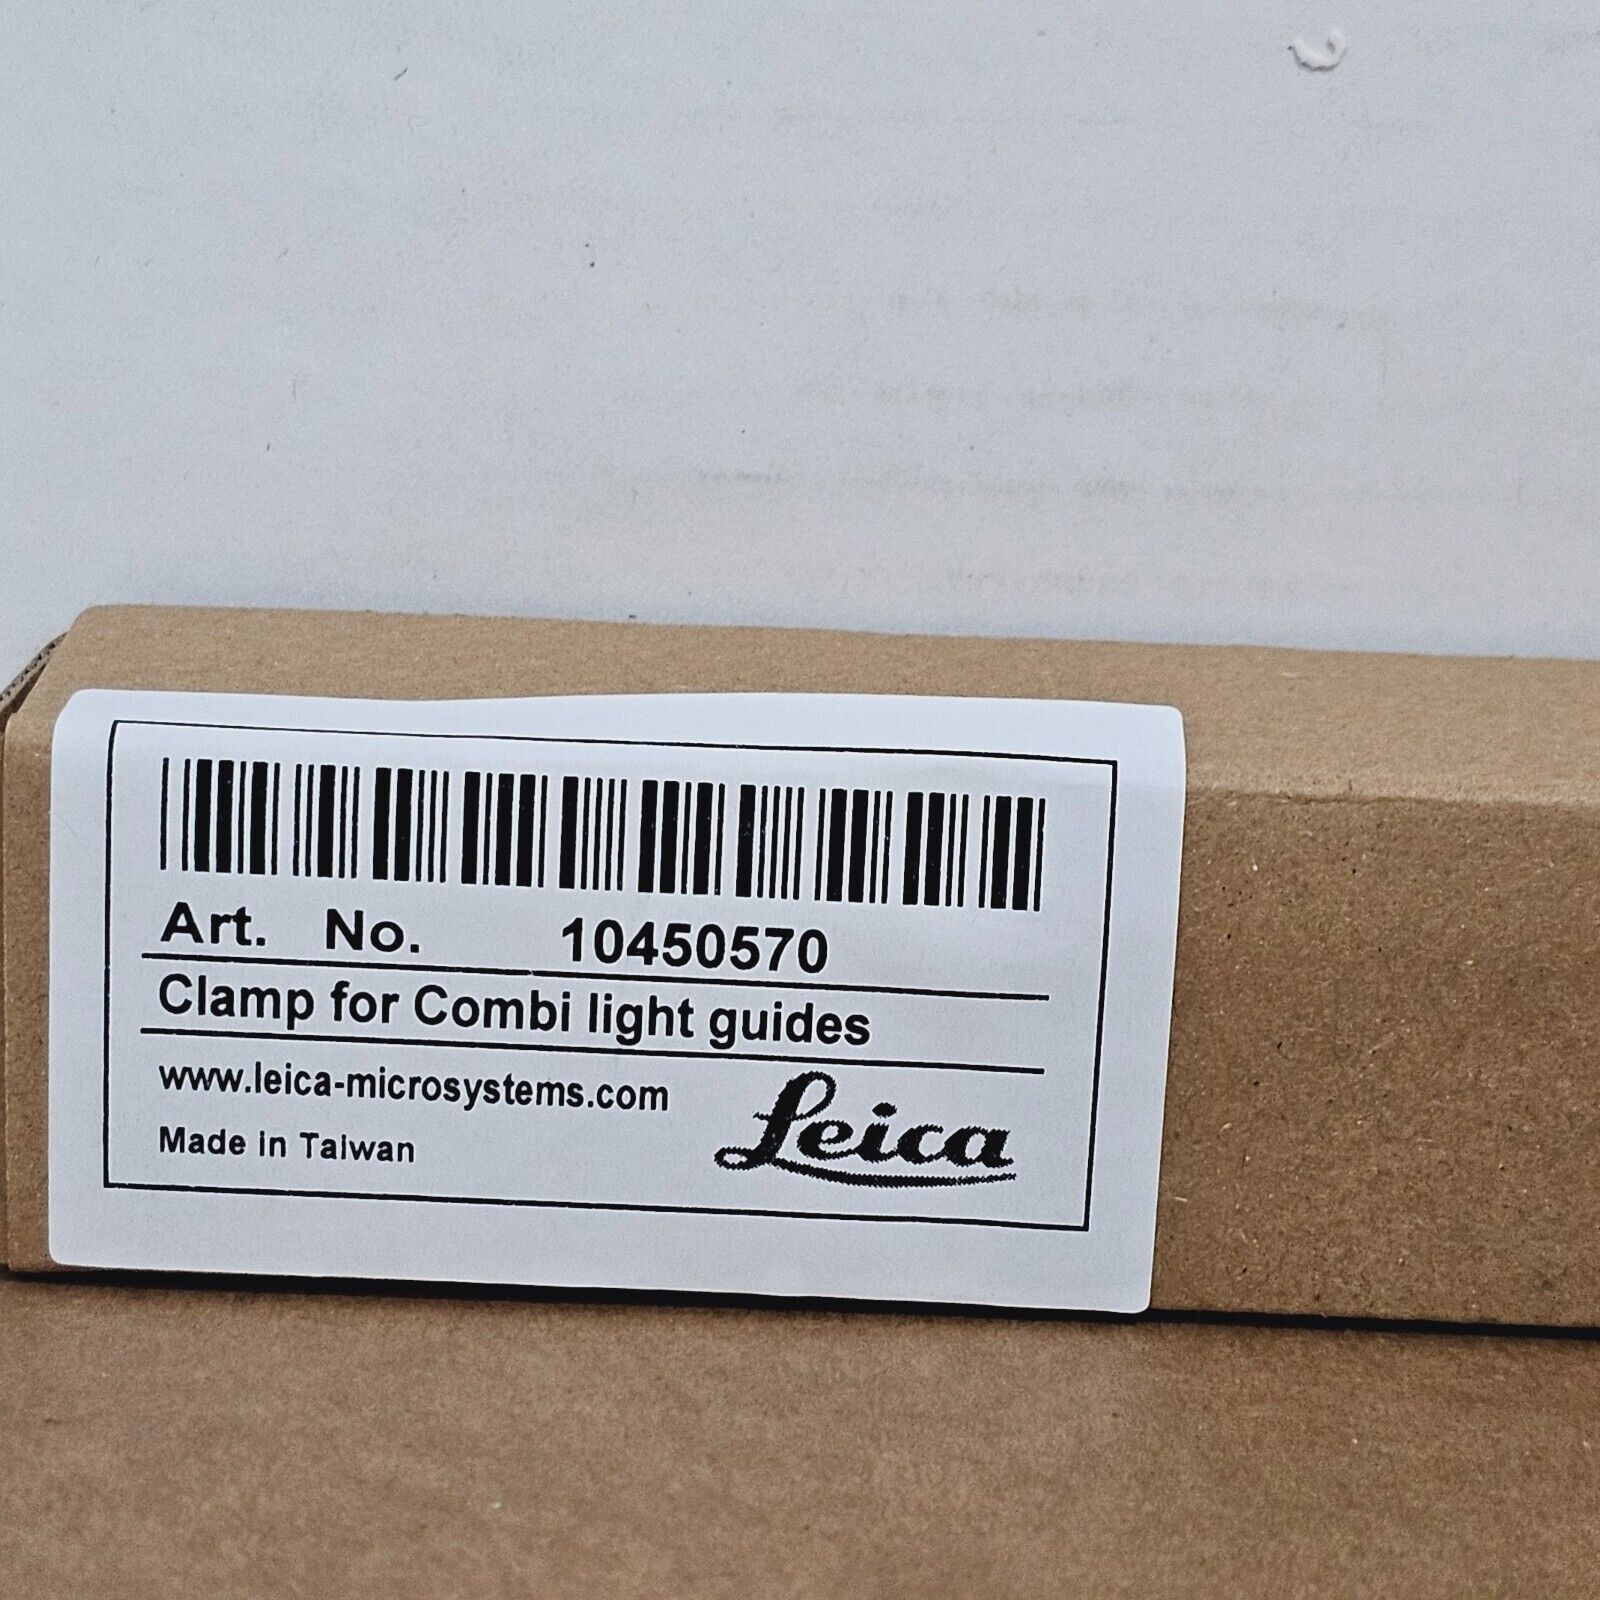 Art. No. 10450570
Clamp for Combi light guides
www.leica-microsystems.com
Made in Taiwan
Leica